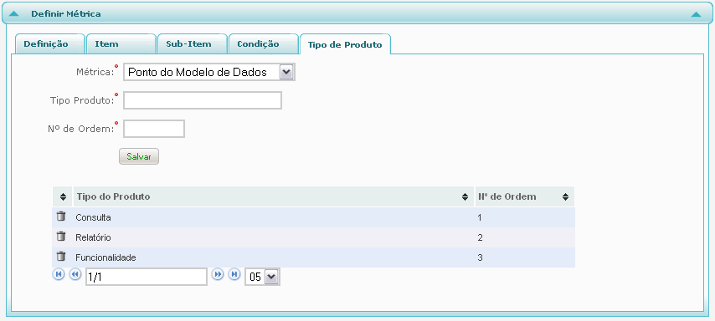 Definir Métrica
Definição Item Sub-Item Condição Tipo de Produto
Métrica:* Ponto do Modelo de Dados
Tipo Produto:*
Nº de Ordem:*
Salvar
Tipo do Produto Nº de Ordem
Consulta 1
Relatório 2
Funcionalidade 3
1/1 05